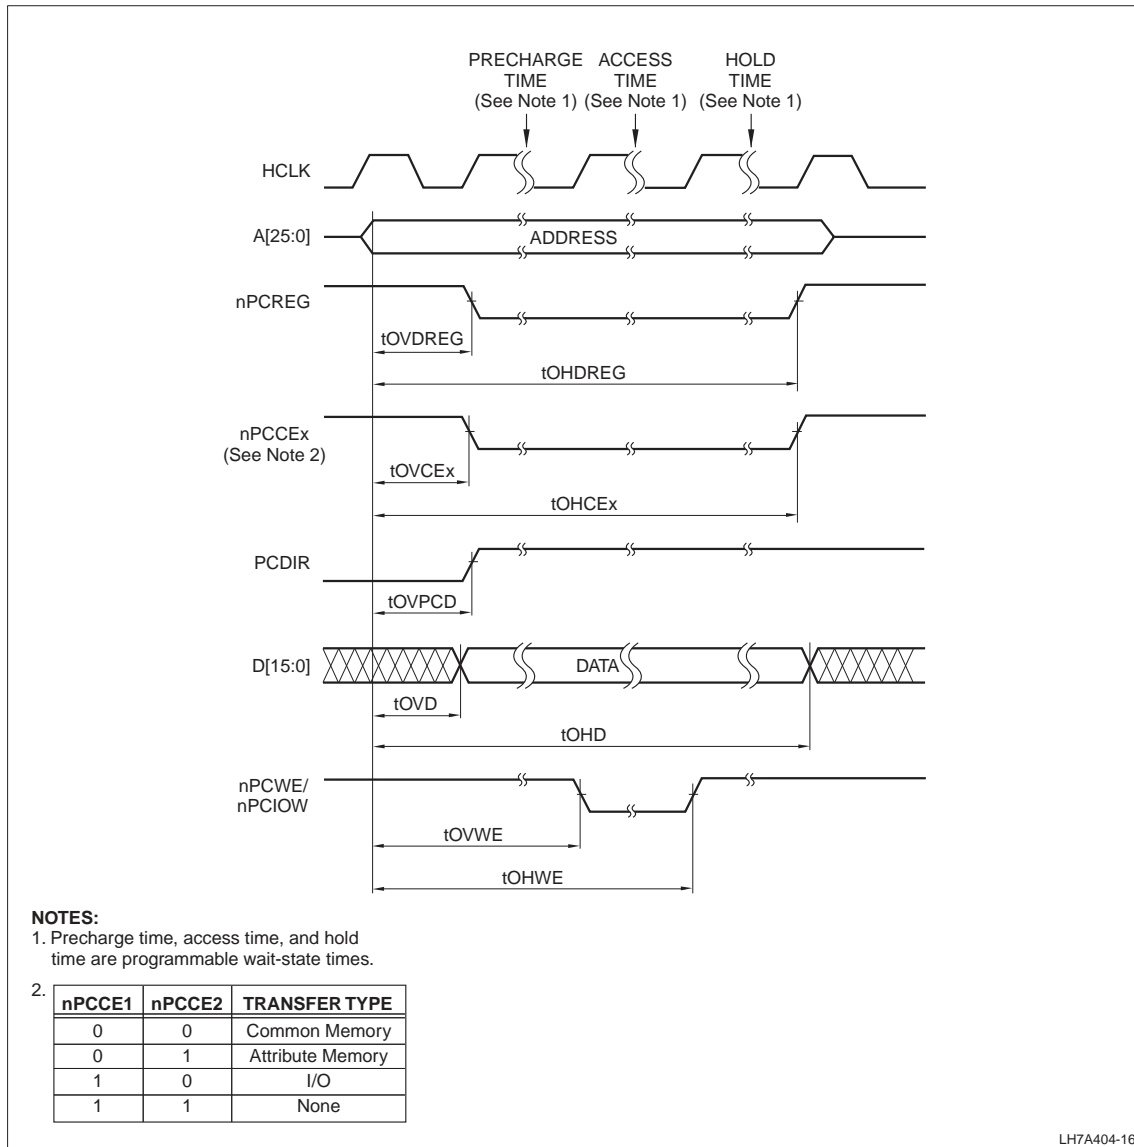 PRECHARGE TIME (See Note 1)
ACCESS TIME (See Note 1)
HOLD TIME (See Note 1)
HCLK
A[25:0]
ADDRESS
nPCREG
tOVDREG
tOHDREG
nPCCEx
(See Note 2)
tOVCEx
tOHCEx
PCDIR
tOVPCD
D[15:0]
DATA
tOVD
tOHD
nPCWE/
nPCIOW
tOVWE
tOHWE
NOTES:
1. Precharge time, access time, and hold
time are programmable wait-state times.
2.
nPCCE1 nPCCE2 TRANSFER TYPE
0 0 Common Memory
0 1 Attribute Memory
1 0 I/O
1 1 None
LH7A404-16